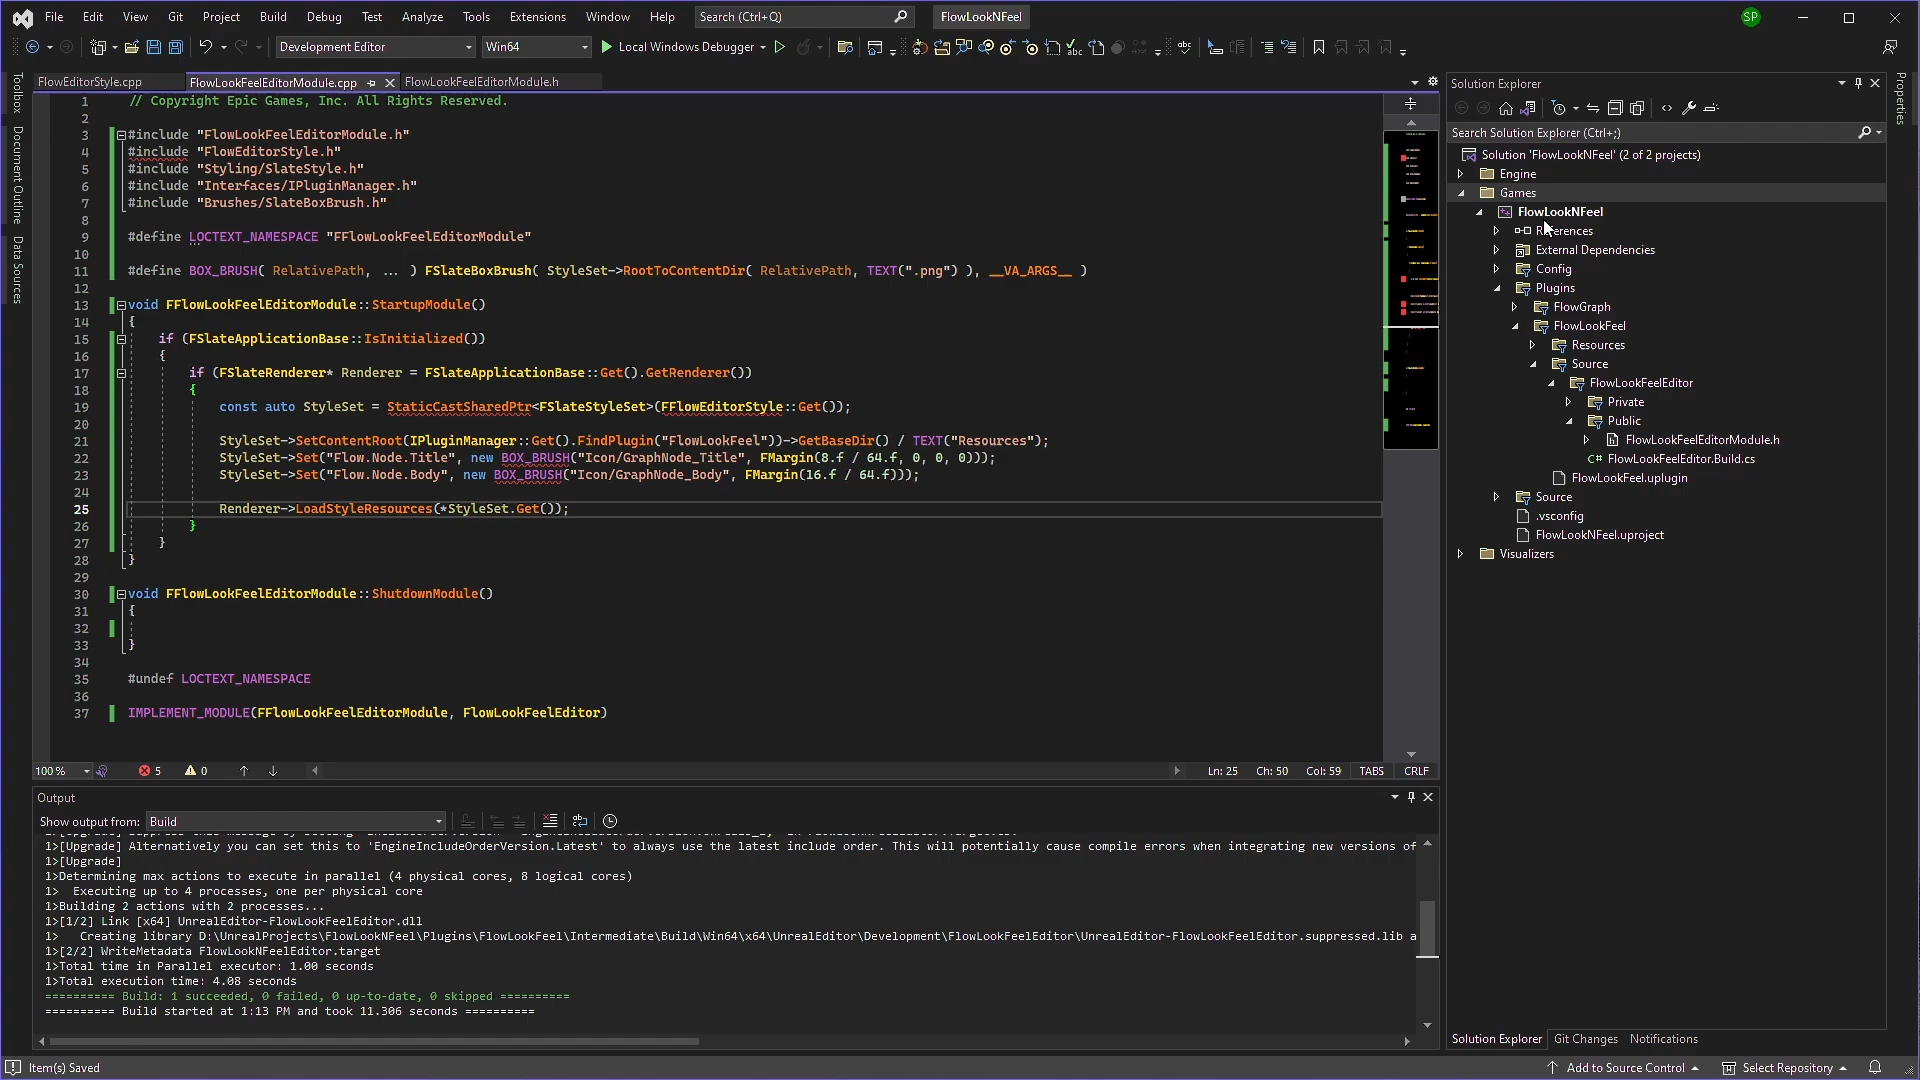 File Edit View Git Project Build Debug Test Analyze Tools Extensions Window Help Search (Ctrl+Q) FlowLookNFeel SP
Development Editor Win64 Local Windows Debugger
Toolbox
Document Outline
Data Sources
FlowEditorStyle.cpp FlowLookFeelEditorModule.cpp FlowLookFeelEditorModule.h
1 // Copyright Epic Games, Inc. All Rights Reserved.
2
3 #include "FlowLookFeelEditorModule.h"
4 #include "FlowEditorStyle.h"
5 #include "Styling/SlateStyle.h"
6 #include "Interfaces/IPluginManager.h"
7 #include "Brushes/SlateBoxBrush.h"
8
9 #define LOCTEXT_NAMESPACE "FFlowLookFeelEditorModule"
10
11 #define BOX_BRUSH( RelativePath, ... ) FSlateBoxBrush( StyleSet->RootToContentDir( RelativePath, TEXT(".png") ), __VA_ARGS__ )
12
13 void FFlowLookFeelEditorModule::StartupModule()
14 {
15 if (FSlateApplicationBase::IsInitialized())
16 {
17 if (FSlateRenderer* Renderer = FSlateApplicationBase::Get().GetRenderer())
18 {
19 const auto StyleSet = StaticCastSharedPtr<FSlateStyleSet>(FFlowEditorStyle::Get());
20
21 StyleSet->SetContentRoot(IPluginManager::Get().FindPlugin("FlowLookFeel"))->GetBaseDir() / TEXT("Resources");
22 StyleSet->Set("Flow.Node.Title", new BOX_BRUSH("Icon/GraphNode_Title", FMargin(8.f / 64.f, 0, 0, 0)));
23 StyleSet->Set("Flow.Node.Body", new BOX_BRUSH("Icon/GraphNode_Body", FMargin(16.f / 64.f)));
24
25 Renderer->LoadStyleResources(*StyleSet.Get());
26 }
27 }
28 }
29
30 void FFlowLookFeelEditorModule::ShutdownModule()
31 {
32
33 }
34
35 #undef LOCTEXT_NAMESPACE
36
37 IMPLEMENT_MODULE(FFlowLookFeelEditorModule, FlowLookFeelEditor)
100 % 5 0 Ln: 25 Ch: 50 Col: 59 TABS CRLF
Output
Show output from: Build
1>[Upgrade] Alternatively you can set this to 'EngineIncludeOrderVersion.Latest' to always use the latest include order. This will potentially cause compile errors when integrating new versions of
1>[Upgrade]
1>Determining max actions to execute in parallel (4 physical cores, 8 logical cores)
1> Executing up to 4 processes, one per physical core
1>Building 2 actions with 2 processes...
1>[1/2] Link [x64] UnrealEditor-FlowLookFeelEditor.dll
1> Creating library D:\UnrealProjects\FlowLookNFeel\Plugins\FlowLookFeel\Intermediate\Build\Win64\x64\UnrealEditor\Development\FlowLookFeelEditor\UnrealEditor-FlowLookFeelEditor.suppressed.lib a
1>[2/2] WriteMetadata FlowLookNFeelEditor.target
1>Total time in Parallel executor: 1.00 seconds
1>Total execution time: 4.08 seconds
========== Build: 1 succeeded, 0 failed, 0 up-to-date, 0 skipped ==========
========== Build started at 1:13 PM and took 11.306 seconds ==========
Solution Explorer
Search Solution Explorer (Ctrl+;)
Solution 'FlowLookNFeel' (2 of 2 projects)
Engine
Games
FlowLookNFeel
References
External Dependencies
Config
Plugins
FlowGraph
FlowLookFeel
Resources
Source
FlowLookFeelEditor
Private
Public
FlowLookFeelEditorModule.h
C# FlowLookFeelEditor.Build.cs
FlowLookFeel.uplugin
Source
.vsconfig
FlowLookNFeel.uproject
Visualizers
Properties
Solution Explorer Git Changes Notifications
Item(s) Saved Add to Source Control Select Repository